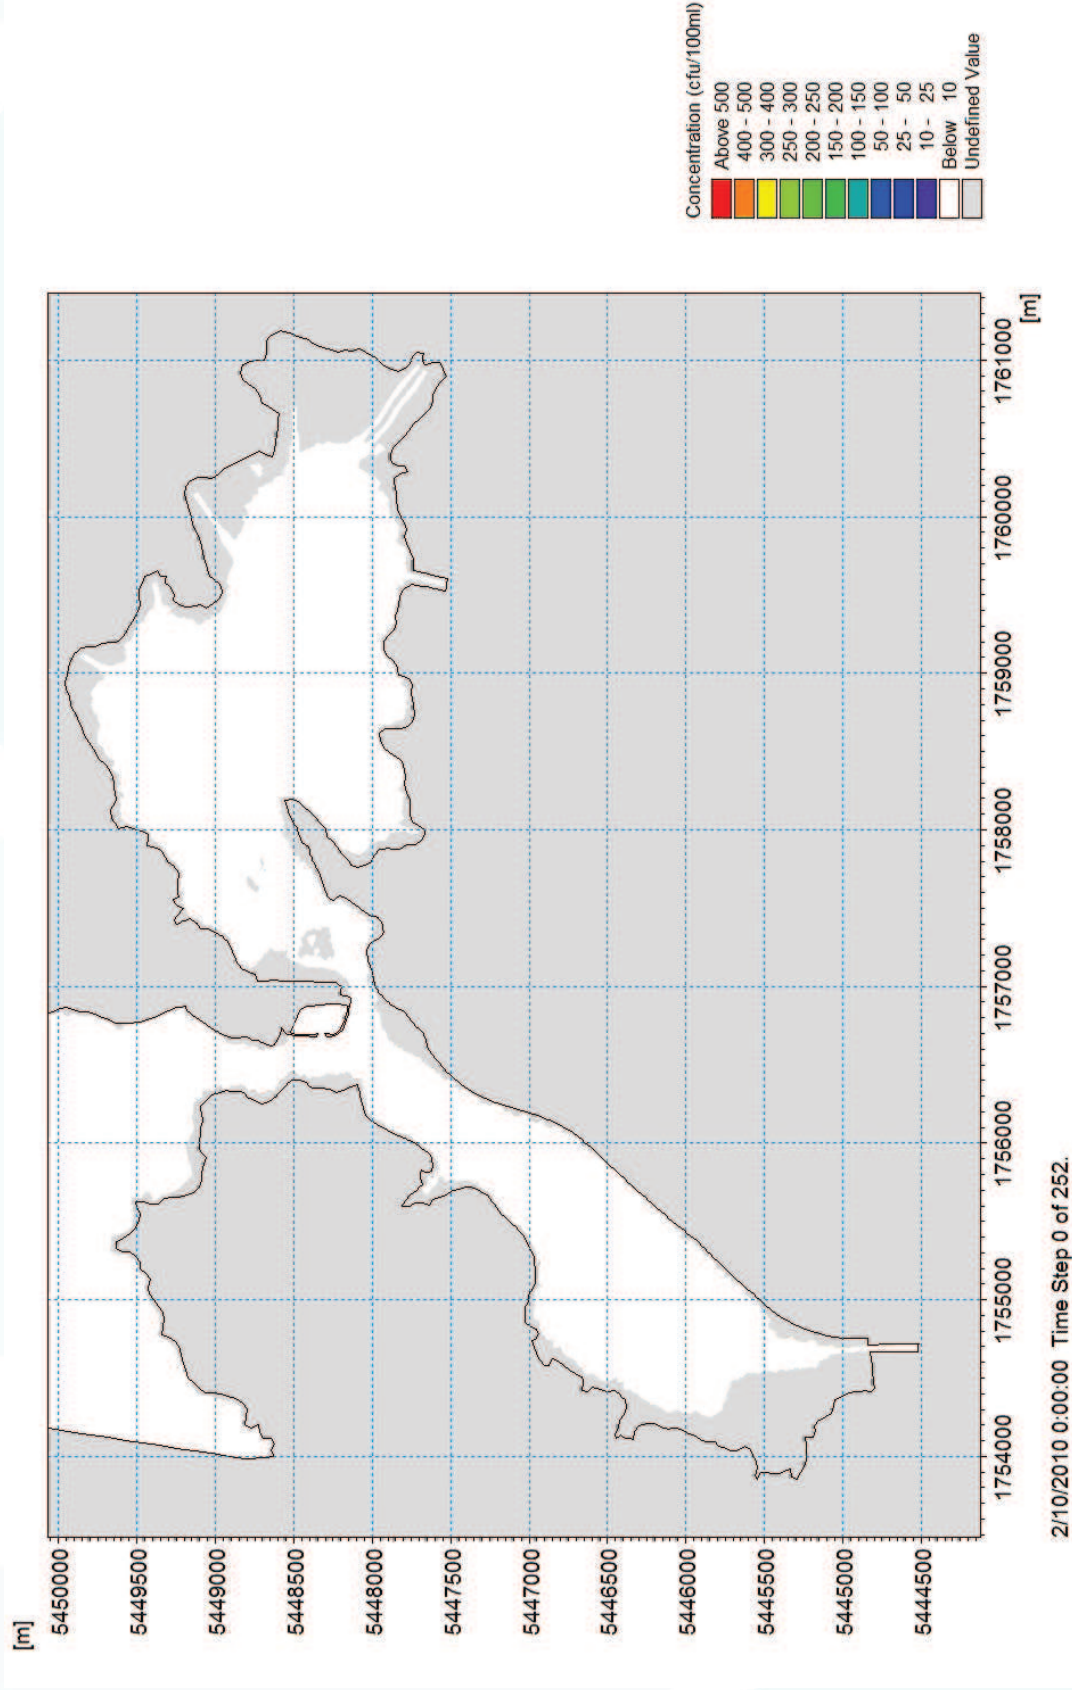 [m]
5450000
5449500
5449000
5448500
5448000
5447500
5447000
5446500
5446000
5445500
5445000
5444500
1754000
1755000
1756000
1757000
1758000
1759000
1760000
1761000
[m]
Concentration (cfu/100ml)
Above 500
400 - 500
300 - 400
250 - 300
200 - 250
150 - 200
100 - 150
50 - 100
25 - 50
10 - 25
Below 10
Undefined Value
2/10/2010 0:00:00 Time Step 0 of 252.